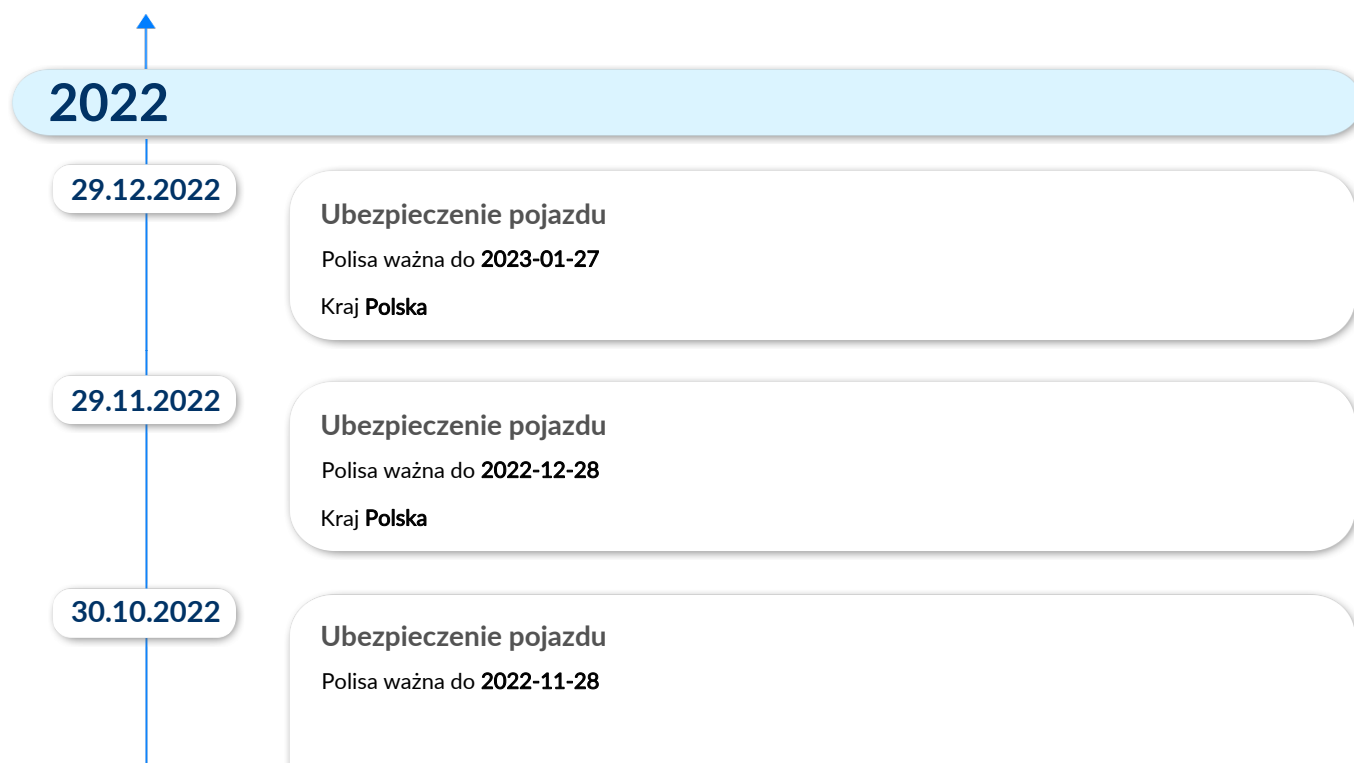 2022
29.12.2022
Ubezpieczenie pojazdu
Polisa ważna do 2023-01-27
Kraj Polska
29.11.2022
Ubezpieczenie pojazdu
Polisa ważna do 2022-12-28
Kraj Polska
30.10.2022
Ubezpieczenie pojazdu
Polisa ważna do 2022-11-28